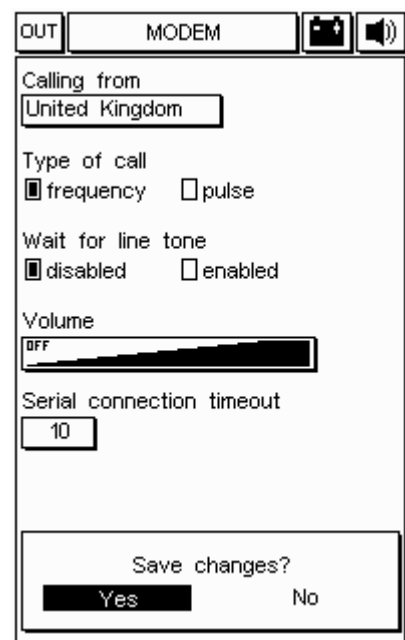 OUT MODEM
Calling from
United Kingdom
Type of call
frequency pulse
Wait for line tone
disabled enabled
Volume
OFF
Serial connection timeout
10
Save changes?
Yes No